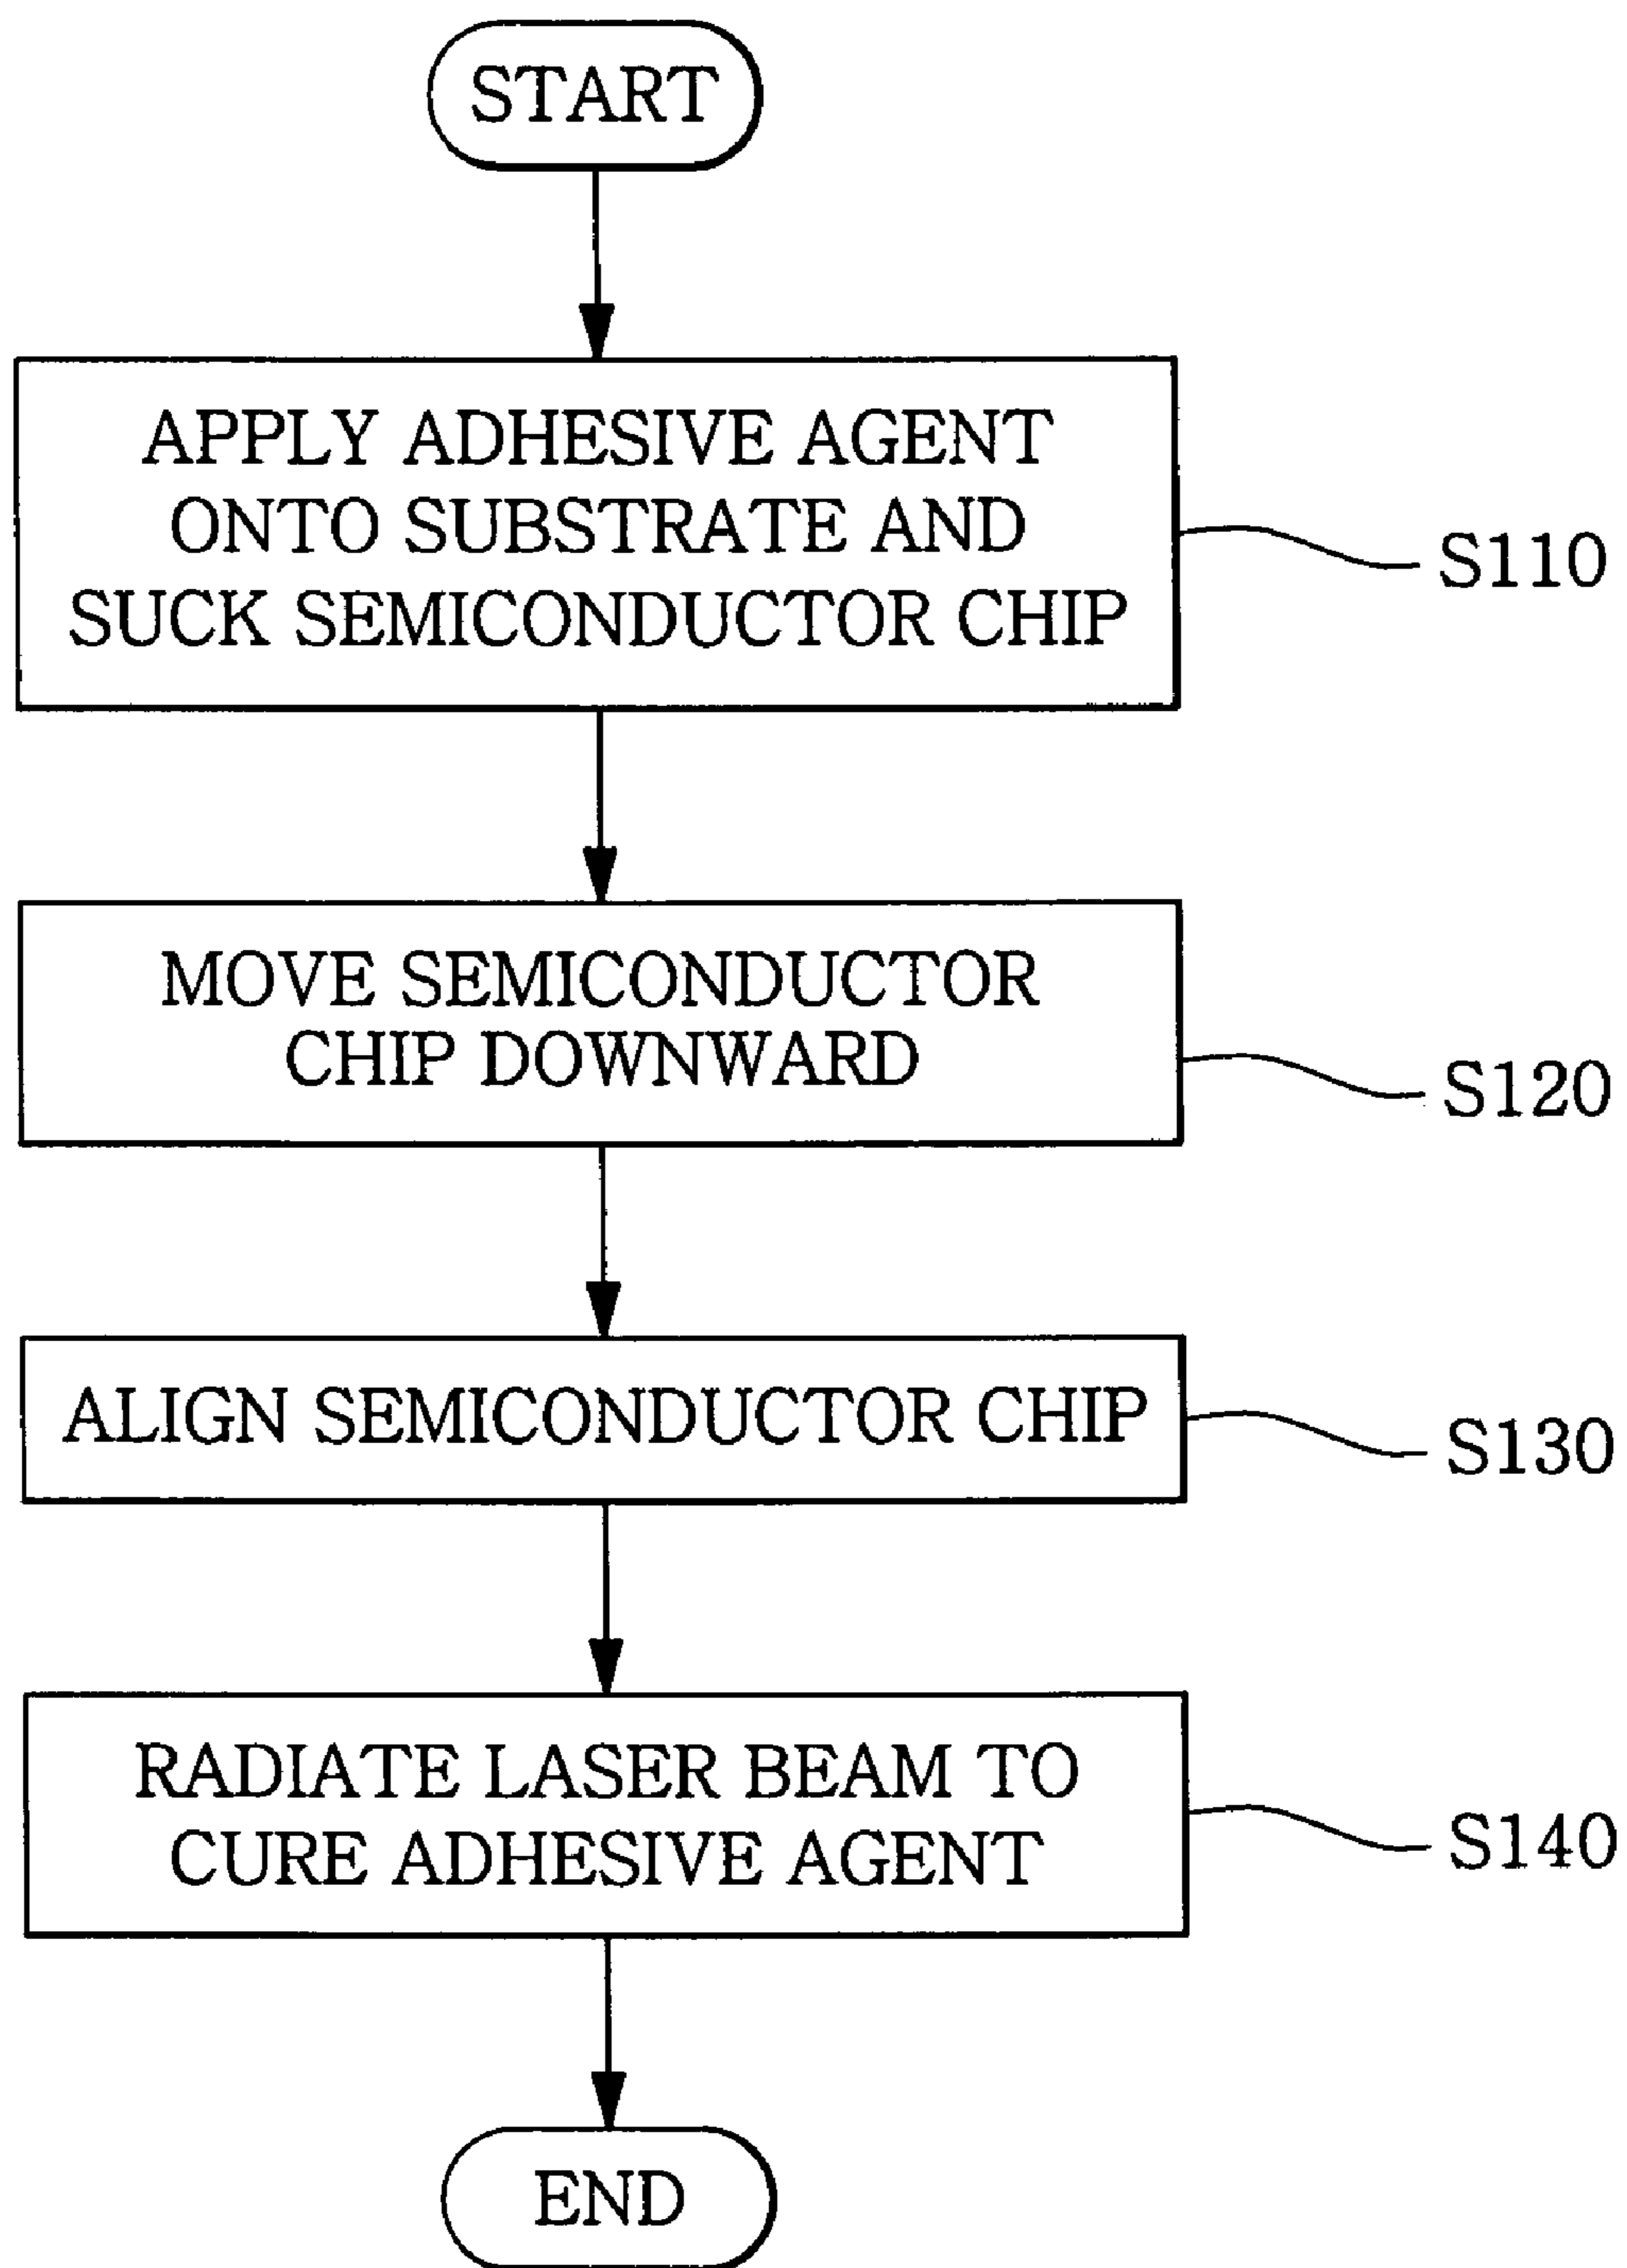 START
APPLY ADHESIVE AGENT
ONTO SUBSTRATE AND
SUCK SEMICONDUCTOR CHIP
S110
MOVE SEMICONDUCTOR
CHIP DOWNWARD
S120
ALIGN SEMICONDUCTOR CHIP
S130
RADIATE LASER BEAM TO
CURE ADHESIVE AGENT
S140
END